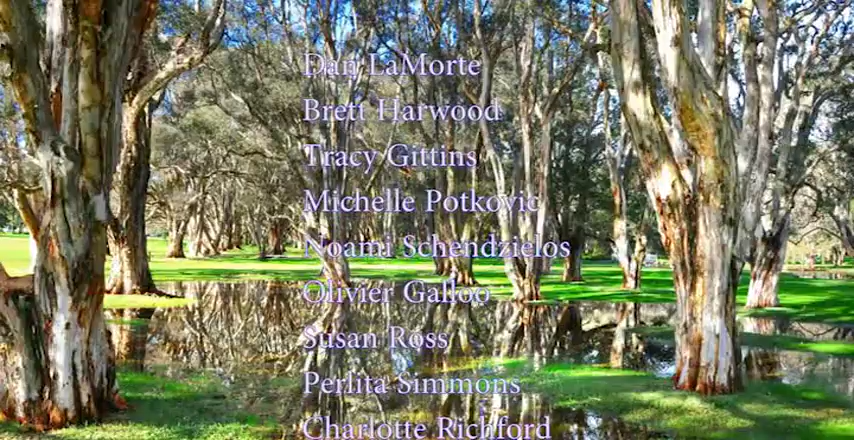 Dan LaMorte
Brett Harwood
Tracy Gittins
Michelle Potkovic
Noami Schendzielos
Olivier Galloo
Susan Ross
Perlita Simmons
Charlotte Richford